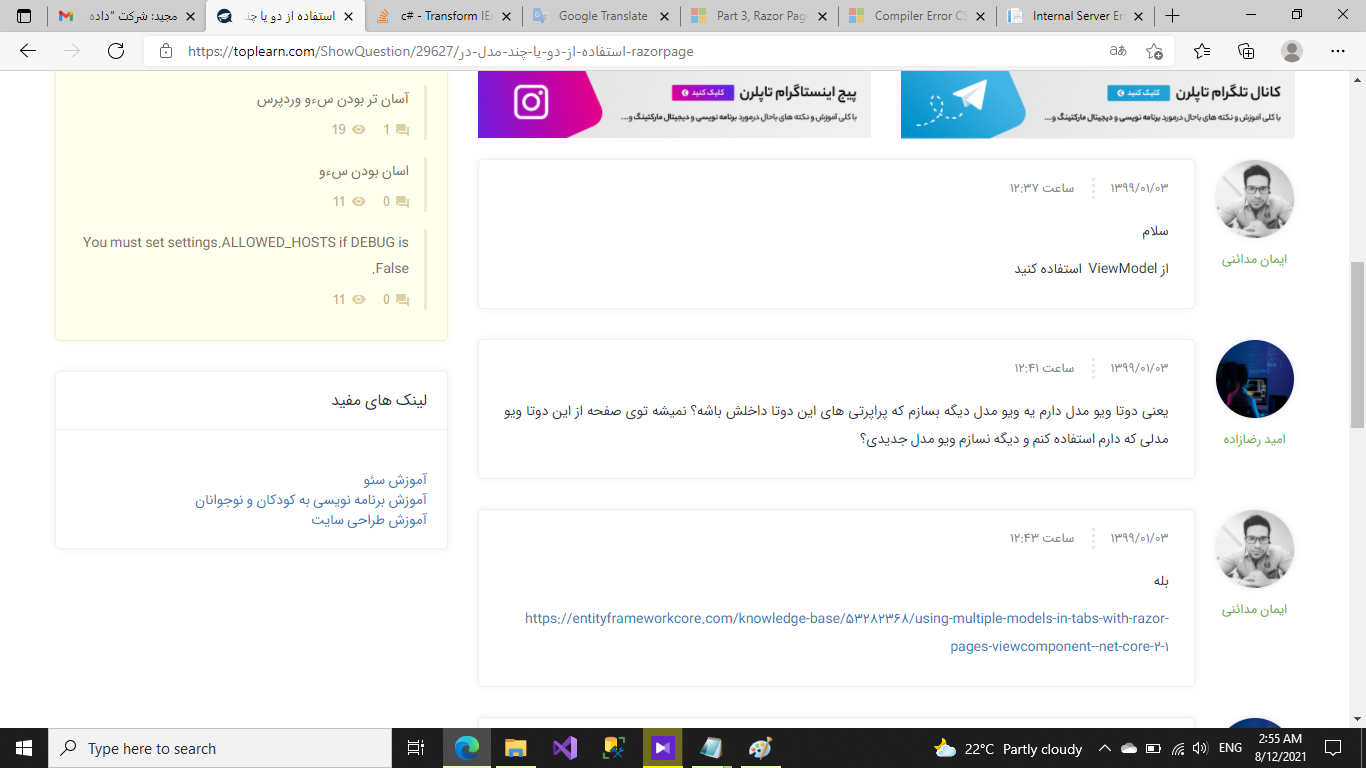 مجید: شرکت "داده
استفاده از دو یا چند
c# - Transform IE
Google Translate
Part 3, Razor Pag
Compiler Error CS
Internal Server Er
https://toplearn.com/ShowQuestion/29627/استفاده-از-دو-یا-چند-مدل-در-razorpage
کانال تلگرام تاپلرن
کلیک کنید
با کلی آموزش و نکته های باحال درمورد برنامه نویسی و دیجیتال مارکتینگ و...
پیج اینستاگرام تاپلرن
کلیک کنید
با کلی آموزش و نکته های باحال درمورد برنامه نویسی و دیجیتال مارکتینگ و...
ایمان مدائنی
۱۳۹۹/۰۱/۰۳
ساعت ۱۲:۳۷
سلام
از ViewModel استفاده کنید
امید رضازاده
۱۳۹۹/۰۱/۰۳
ساعت ۱۲:۴۱
یعنی دوتا ویو مدل دارم یه ویو مدل دیگه بسازم که پراپرتی های این دوتا داخلش باشه؟ نمیشه توی صفحه از این دوتا ویو
مدلی که دارم استفاده کنم و دیگه نسازم ویو مدل جدیدی؟
ایمان مدائنی
۱۳۹۹/۰۱/۰۳
ساعت ۱۲:۴۳
بله
https://entityframeworkcore.com/knowledge-base/۵۳۲۸۲۳۶۸/using-multiple-models-in-tabs-with-razor-
pages-viewcomponent--net-core-۲-۱
آسان تر بودن سءو وردپرس
1 19
اسان بودن سءو
0 11
You must set settings.ALLOWED_HOSTS if DEBUG is
False.
0 11
لینک های مفید
آموزش سئو
آموزش برنامه نویسی به کودکان و نوجوانان
آموزش طراحی سایت
Type here to search
22°C Partly cloudy
ENG
2:55 AM
8/12/2021